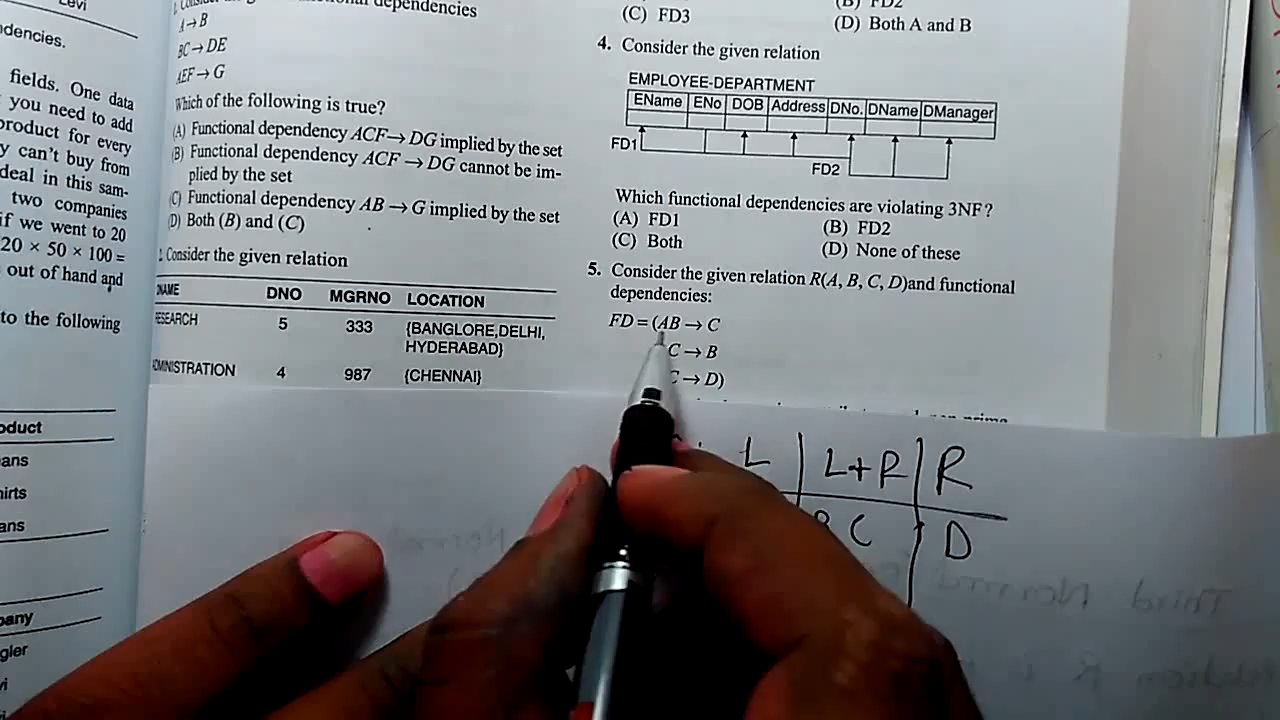 Levi
ndencies.
fields. One data
you need to add
product for every
y can't buy from
deal in this sam-
two companies
if we went to 20
20 × 50 × 100 =
out of hand and
to the following
oduct
ans
hirts
ans
pany
gler
vi
dependencies
A → B
BC → DE
AEF → G
Which of the following is true?
(A) Functional dependency ACF → DG implied by the set
(B) Functional dependency ACF → DG cannot be im-
plied by the set
(C) Functional dependency AB → G implied by the set
(D) Both (B) and (C)
Consider the given relation
NAME DNO MGRNO LOCATION
RESEARCH 5 333 {BANGLORE,DELHI,
HYDERABAD}
ADMINISTRATION 4 987 {CHENNAI}
(B) FD2
(C) FD3
(D) Both A and B
4. Consider the given relation
EMPLOYEE-DEPARTMENT
EName ENo DOB Address DNo. DName DManager
FD1
FD2
Which functional dependencies are violating 3NF?
(A) FD1 (B) FD2
(C) Both (D) None of these
5. Consider the given relation R(A, B, C, D)and functional
dependencies:
FD = (AB → C
C → B
C → D)
L L+R R
B C D